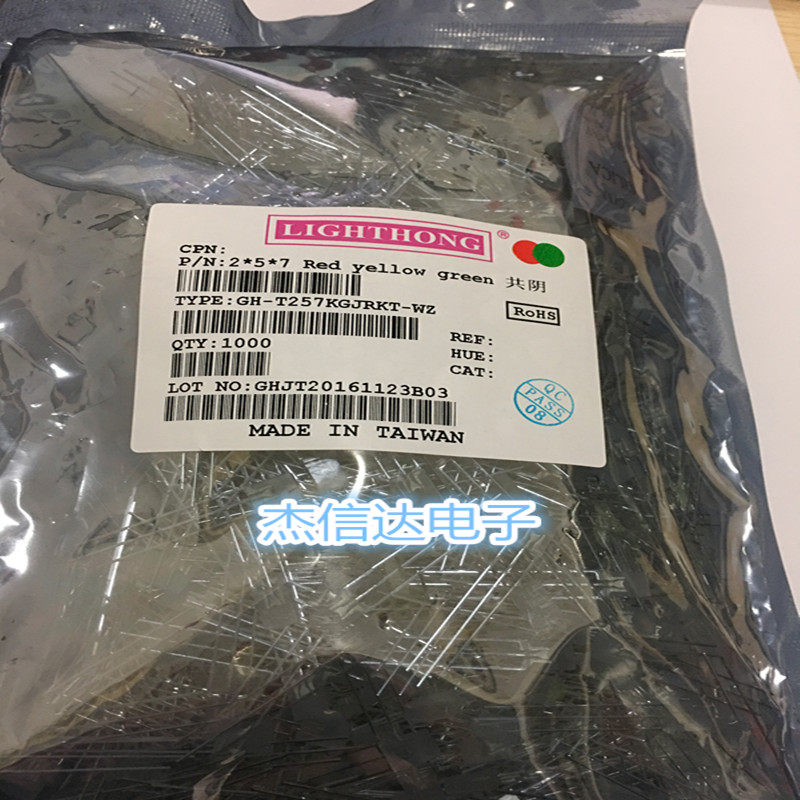 LIGHTHONG®
CPN:
P/N:2*5*7 Red yellow green 共阴
TYPE:GH-T257KGJRKT-WZ
RoHS
QTY:1000
REF:
HUE:
CAT:
LOT NO:GHJT20161123B03
QC
PASS
08
MADE IN TAIWAN
杰信达电子